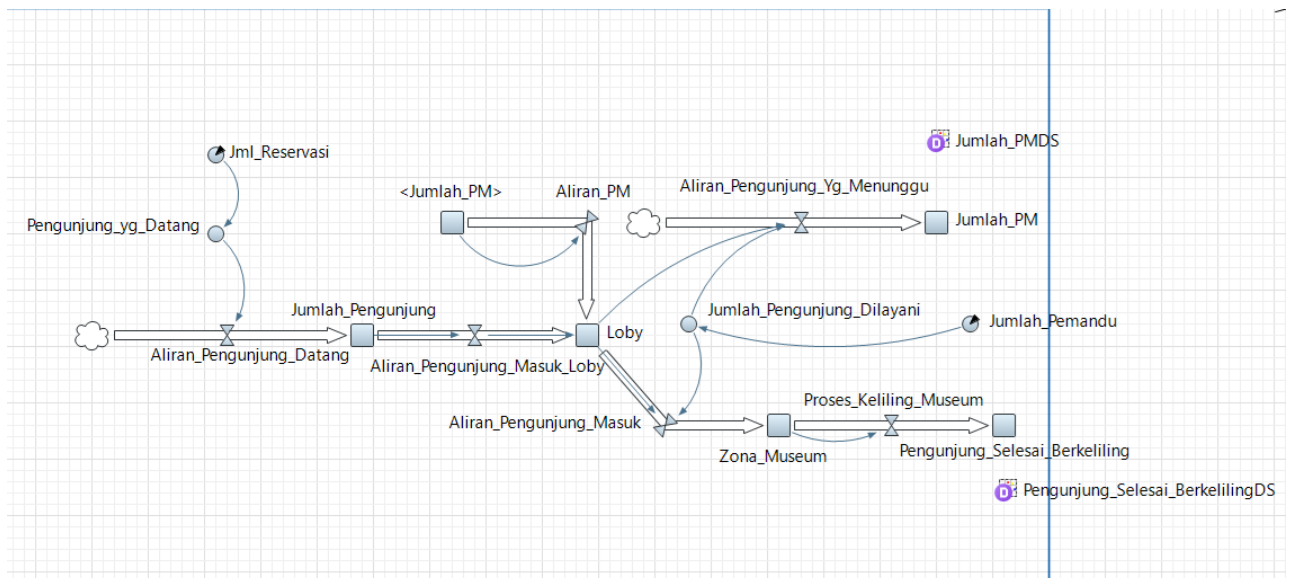 Jumlah_PMDS
Jml_Reservasi
<Jumlah_PM>
Aliran_PM
Aliran_Pengunjung_Yg_Menunggu
Pengunjung_yg_Datang
Jumlah_PM
Jumlah_Pengunjung
Jumlah_Pengunjung_Dilayani
Jumlah_Pemandu
Loby
Aliran_Pengunjung_Datang
Aliran_Pengunjung_Masuk_Loby
Proses_Keliling_Museum
Aliran_Pengunjung_Masuk
Zona_Museum
Pengunjung_Selesai_Berkeliling
D Pengunjung_Selesai_BerkelilingDS